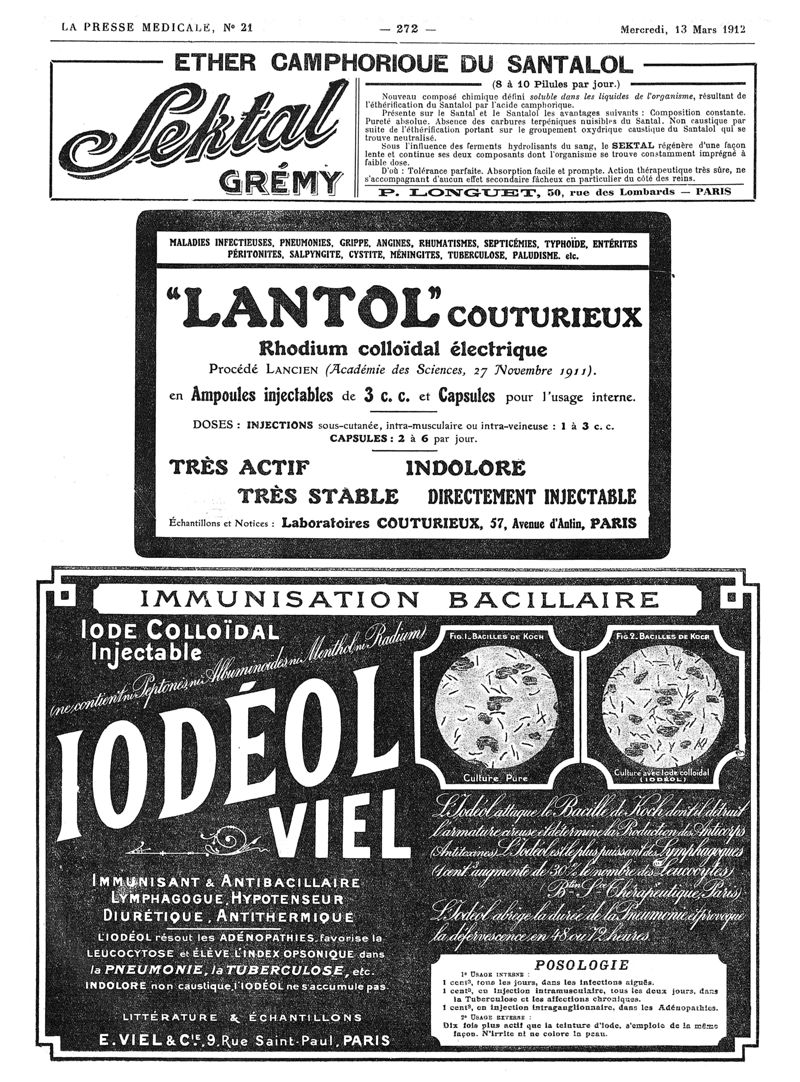 LA PRESSE MEDICALE, N° 21
— 272 —
Mercredi, 13 Mars 1912
ETHER CAMPHORIQUE DU SANTALOL
Sektal
GRÉMY
(8 à 10 Pilules par jour.)
Nouveau composé chimique défini soluble dans les liquides de l'organisme, résultant de
l'éthérification du Santalol par l'acide camphorique.
Présente sur le Santal et le Santalol les avantages suivants : Composition constante.
Pureté absolue. Absence des carbures terpéniques nuisibles du Santal. Non caustique par
suite de l'éthérification portant sur le groupement oxydrique caustique du Santalol qui se
trouve neutralisé.
Sous l'influence des ferments hydrolisants du sang, le SEKTAL régénère d'une façon
lente et continue ses deux composants dont l'organisme se trouve constamment imprégné à
faible dose.
D'où : Tolérance parfaite. Absorption facile et prompte. Action thérapeutique très sûre, ne
s'accompagnant d'aucun effet secondaire fâcheux en particulier du côté des reins.
P. LONGUET, 50, rue des Lombards — PARIS
MALADIES INFECTIEUSES, PNEUMONIES, GRIPPE, ANGINES, RHUMATISMES, SEPTICÉMIES, TYPHOÏDE, ENTÉRITES
PÉRITONITES, SALPYNGITE, CYSTITE, MÉNINGITES, TUBERCULOSE, PALUDISME. etc.
"LANTOL" COUTURIEUX
Rhodium colloïdal électrique
Procédé LANCIEN (Académie des Sciences, 27 Novembre 1911).
en Ampoules injectables de 3 c. c. et Capsules pour l'usage interne.
DOSES : INJECTIONS sous-cutanée, intra-musculaire ou intra-veineuse : 1 à 3 c. c.
CAPSULES : 2 à 6 par jour.
TRÈS ACTIF INDOLORE
TRÈS STABLE DIRECTEMENT INJECTABLE
Échantillons et Notices : Laboratoires COUTURIEUX, 57, Avenue d'Antin, PARIS
IMMUNISATION BACILLAIRE
IODE COLLOÏDAL
Injectable
(ne contient ni Peptones, ni Albuminoïdes ni Menthol ni Radium)
IODÉOL
VIEL
IMMUNISANT & ANTIBACILLAIRE
LYMPHAGOGUE, HYPOTENSEUR
DIURÉTIQUE, ANTITHERMIQUE
L'IODÉOL résout les ADÉNOPATHIES, favorise la
LEUCOCYTOSE et ÉLÈVE L'INDEX OPSONIQUE dans
la PNEUMONIE, la TUBERCULOSE, etc.
INDOLORE non caustique, l'IODÉOL ne s'accumule pas.
LITTÉRATURE & ÉCHANTILLONS
E. VIEL & Cie, 9, Rue Saint-Paul, PARIS
FIG. 1. BACILLES DE KOCH
Culture Pure
FIG 2. BACILLES DE KOCH
Culture avec Iode colloïdal
(IODÉOL)
L'Iodéol attaque le Bacille de Koch, dont il détruit
l'armature cireuse et détermine la Production des Anticorps
(Antitoxines). L'Iodéol est le plus puissant des Lymphagogues
(1 cent³ augmente de 30% le nombre des Leucocytes)
Thérapeutique, Paris)
L'Iodéol abrège la durée de la Pneumonie et provoque
la défervescence en 48 ou 72 heures.
POSOLOGIE
1° USAGE INTERNE :
1 cent³, tous les jours, dans les infections aiguës.
1 cent³, en injection intramusculaire, tous les deux jours, dans
la Tuberculose et les affections chroniques.
1 cent³, en injection intraganglionnaire, dans les Adénopathies.
2° USAGE EXTERNE :
Dix fois plus actif que la teinture d'iode, s'emploie de la même
façon. N'irrite ni ne colore la peau.